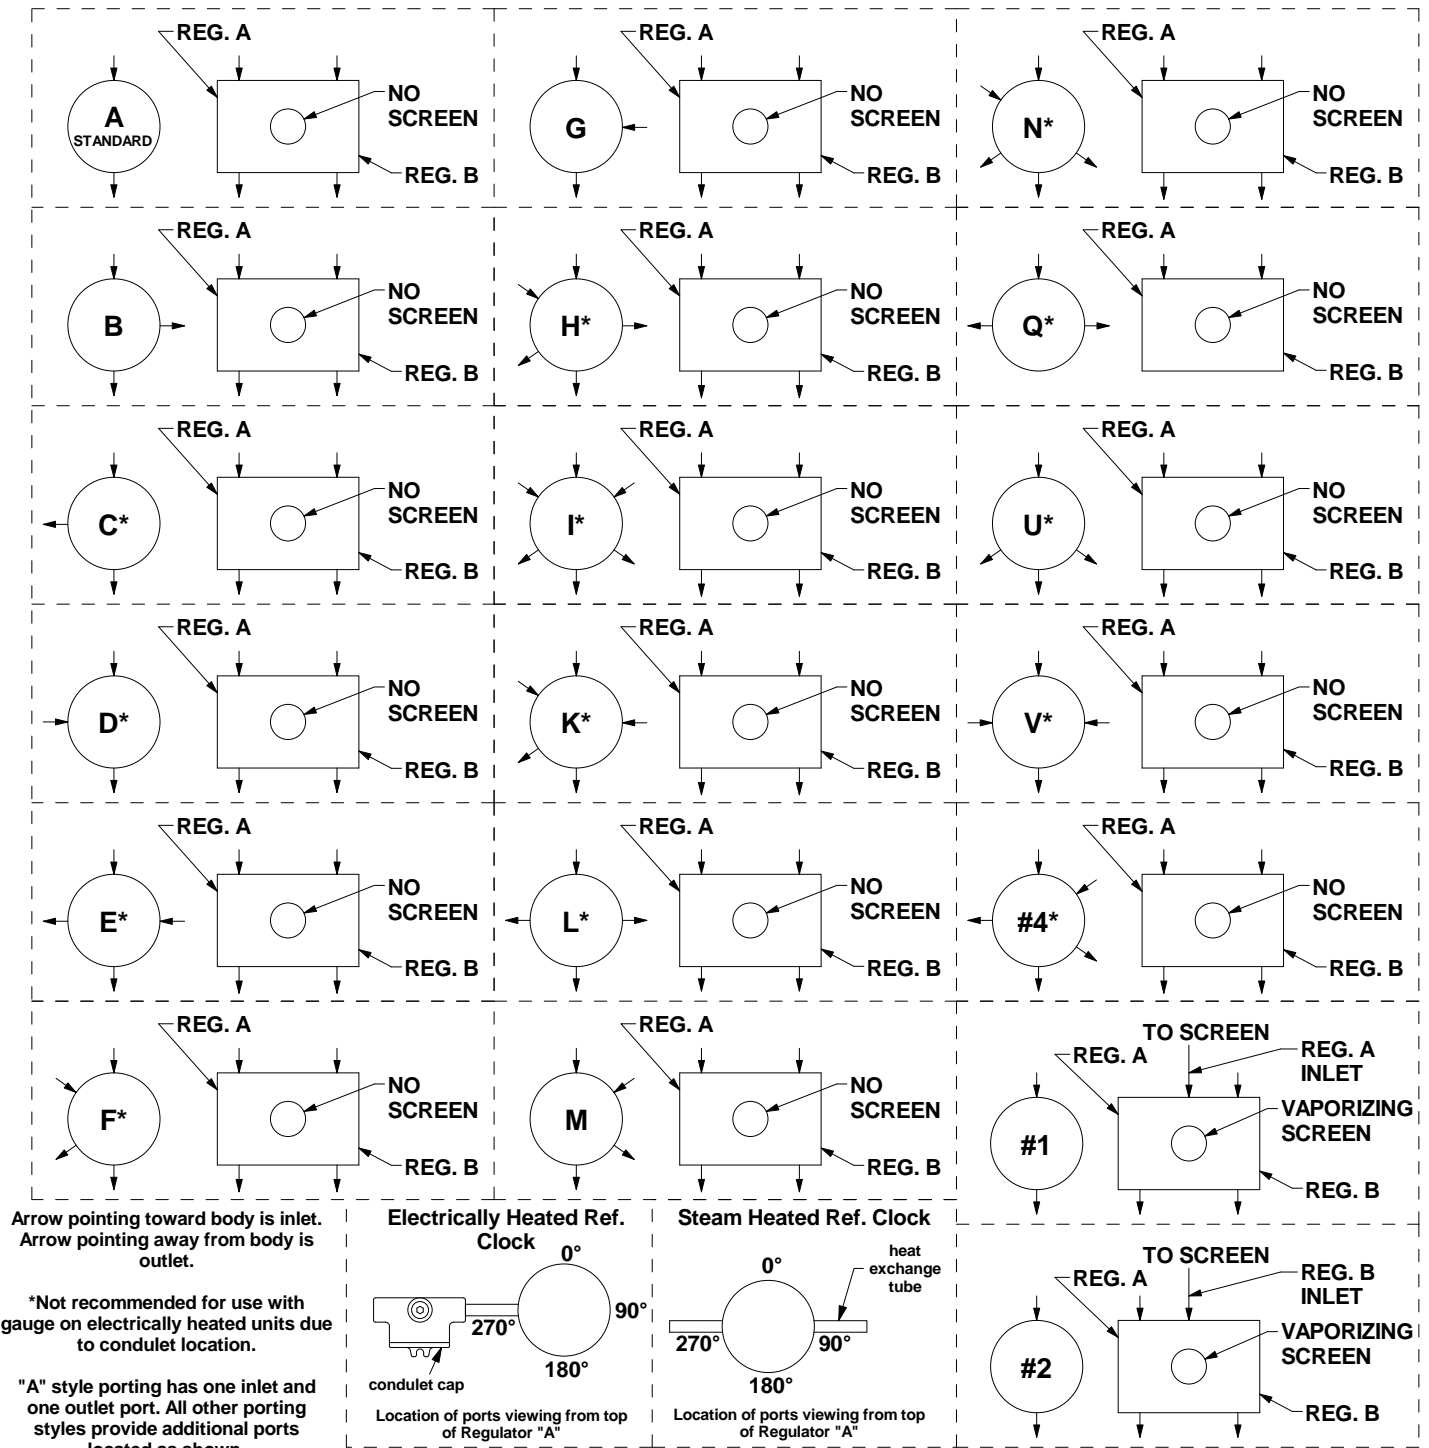 REG. A
A
STANDARD
NO
SCREEN
REG. B
REG. A
G
NO
SCREEN
REG. B
REG. A
N*
NO
SCREEN
REG. B
REG. A
B
NO
SCREEN
REG. B
REG. A
H*
NO
SCREEN
REG. B
REG. A
Q*
NO
SCREEN
REG. B
REG. A
C*
NO
SCREEN
REG. B
REG. A
I*
NO
SCREEN
REG. B
REG. A
U*
NO
SCREEN
REG. B
REG. A
D*
NO
SCREEN
REG. B
REG. A
K*
NO
SCREEN
REG. B
REG. A
V*
NO
SCREEN
REG. B
REG. A
E*
NO
SCREEN
REG. B
REG. A
L*
NO
SCREEN
REG. B
REG. A
#4*
NO
SCREEN
REG. B
REG. A
F*
NO
SCREEN
REG. B
REG. A
M
NO
SCREEN
REG. B
TO SCREEN
REG. A
REG. A
INLET
#1
VAPORIZING
SCREEN
REG. B
TO SCREEN
REG. A
REG. B
INLET
#2
VAPORIZING
SCREEN
REG. B
Arrow pointing toward body is inlet.
Arrow pointing away from body is
outlet.
*Not recommended for use with
gauge on electrically heated units due
to condulet location.
"A" style porting has one inlet and
one outlet port. All other porting
styles provide additional ports
located as shown
Electrically Heated Ref.
Clock
0°
90°
270°
180°
condulet cap
Location of ports viewing from top
of Regulator "A"
Steam Heated Ref. Clock
0°
heat
exchange
tube
270°
90°
180°
Location of ports viewing from top
of Regulator "A"